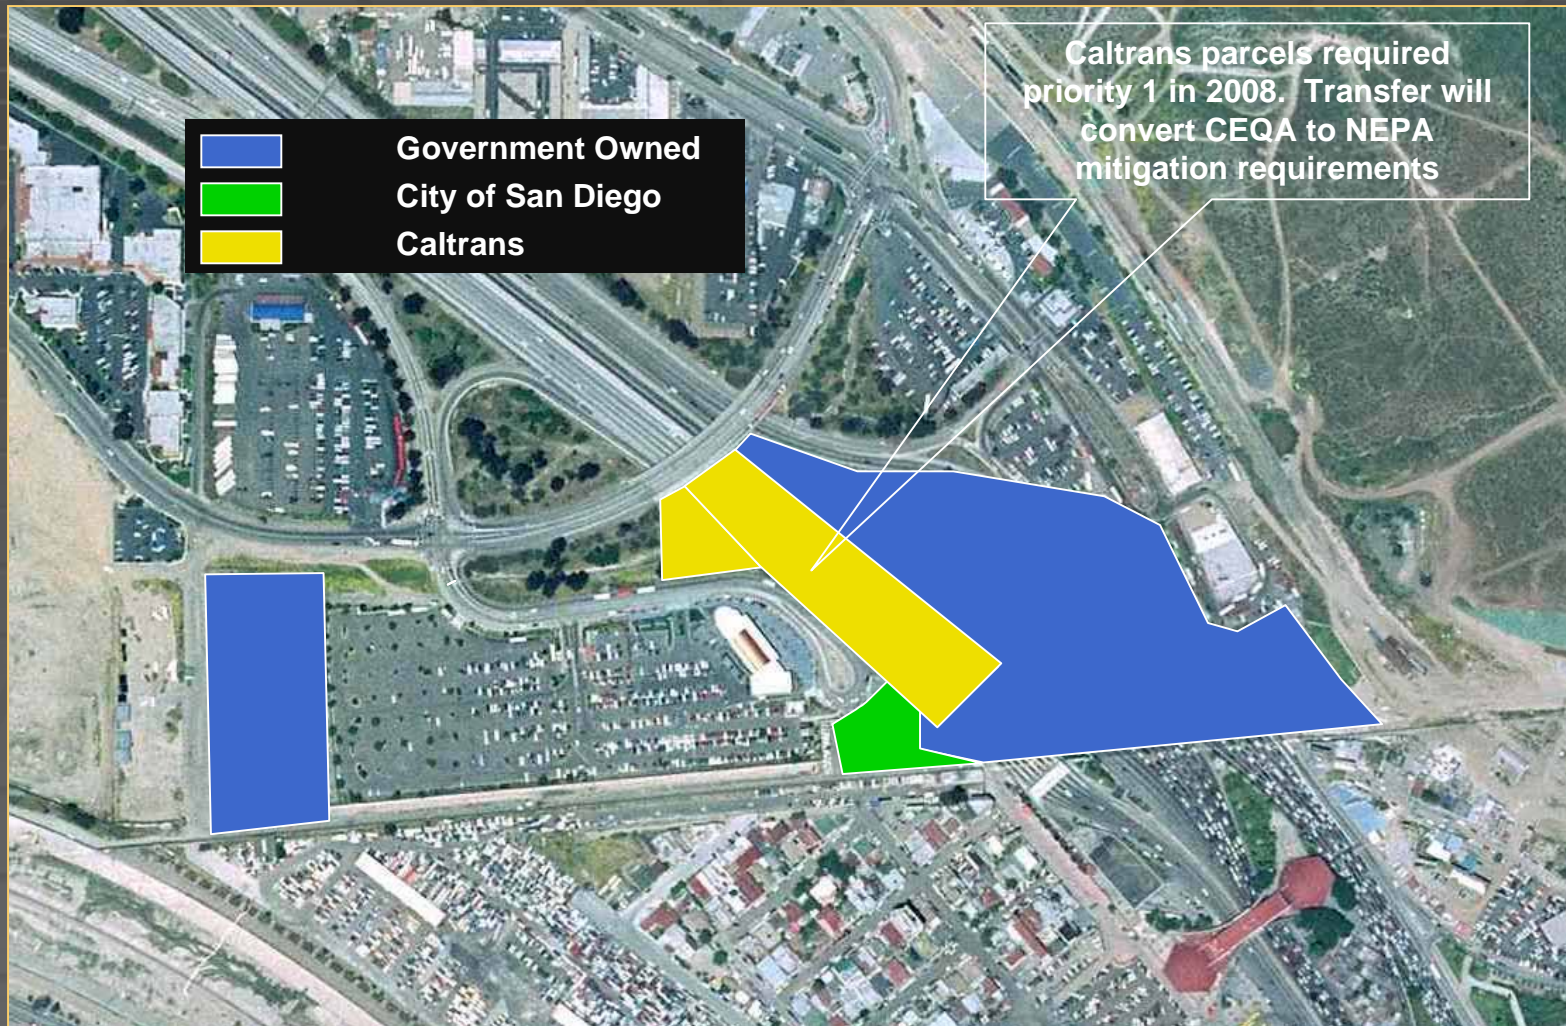 Caltrans parcels required
priority 1 in 2008.  Transfer will
convert CEQA to NEPA
mitigation requirements
Government Owned
City of San Diego
Caltrans